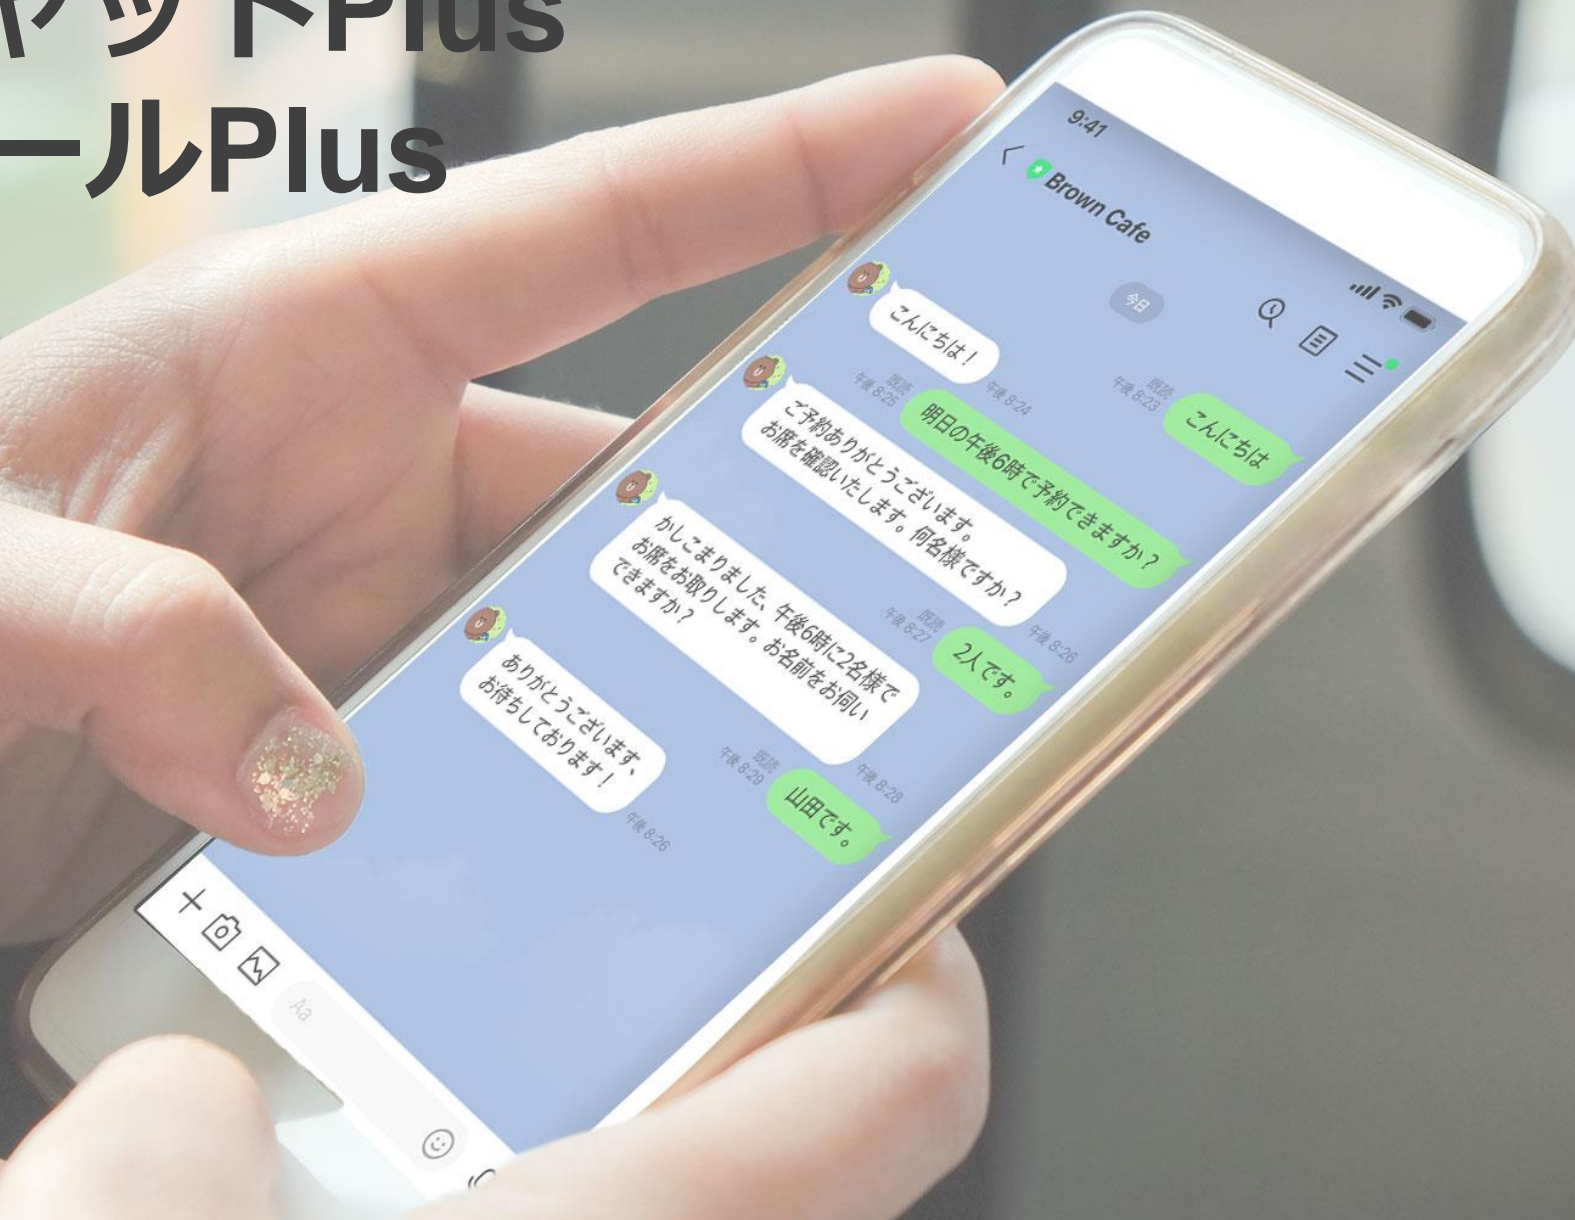 ャットPlus
ールPlus
9:41
Brown Cafe
今日
こんにちは
既読
午後 8:23
こんにちは！
午後 8:24
明日の午後6時で予約できますか？
既読
午後 8:25
ご予約ありがとうございます。
お席を確認いたします。何名様ですか？
午後 8:26
2人です。
既読
午後 8:27
かしこまりました、午後6時に2名様で
お席をお取りします。お名前をお伺い
できますか？
午後 8:28
山田です。
既読
午後 8:29
ありがとうございます、
お待ちしております！
午後 8:26
Aa